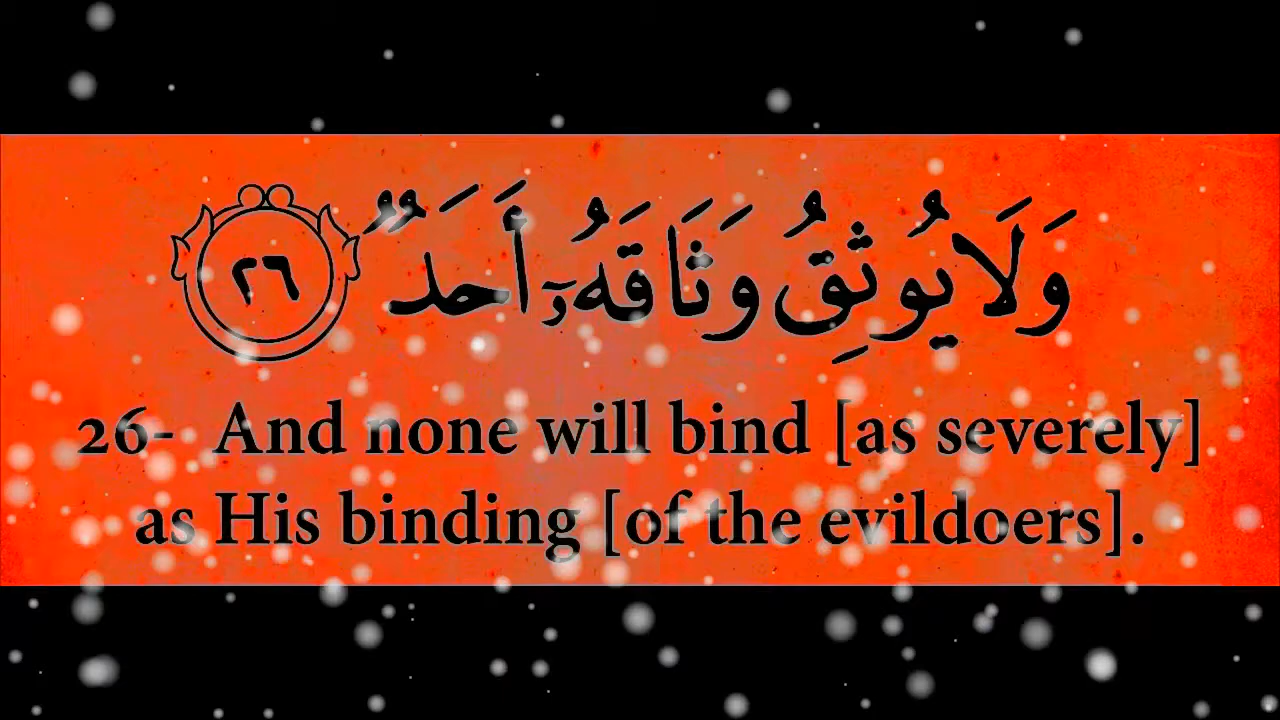 وَلَا يُوثِقُ وَثَاقَهُۥٓ أَحَدٌ ٢٦
26- And none will bind [as severely]
as His binding [of the evildoers].